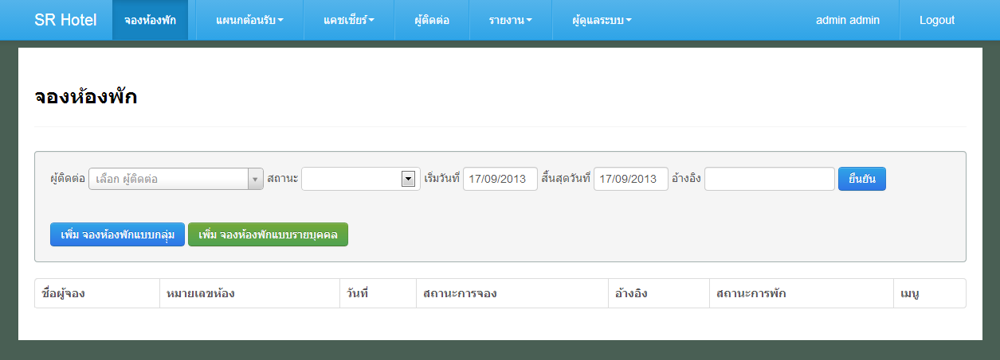 SR Hotel จองห้องพัก แผนกต้อนรับ แคชเชียร์ ผู้ติดต่อ รายงาน ผู้ดูแลระบบ admin admin Logout
จองห้องพัก
ผู้ติดต่อ เลือก ผู้ติดต่อ สถานะ เริ่มวันที่ 17/09/2013 สิ้นสุดวันที่ 17/09/2013 อ้างอิง ยืนยัน
เพิ่ม จองห้องพักแบบกลุ่ม เพิ่ม จองห้องพักแบบรายบุคคล
ชื่อผู้จอง หมายเลขห้อง วันที่ สถานะการจอง อ้างอิง สถานะการพัก เมนู